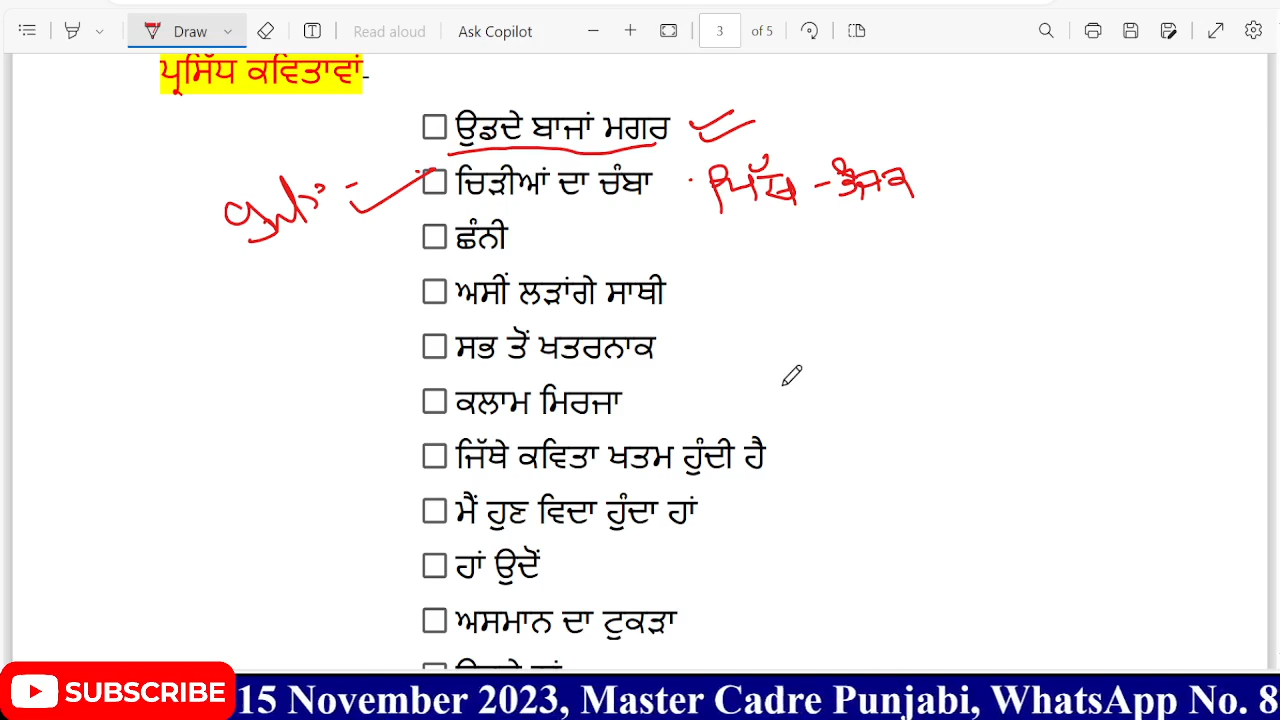 Draw
Read aloud
Ask Copilot
3 of 5
ਪ੍ਰਸਿੱਧ ਕਵਿਤਾਵਾਂ-
ਉਡਦੇ ਬਾਜਾਂ ਮਗਰ
ਚਿੜੀਆਂ ਦਾ ਚੰਬਾ
ਛੰਨੀ
ਅਸੀਂ ਲੜਾਂਗੇ ਸਾਥੀ
ਸਭ ਤੋਂ ਖਤਰਨਾਕ
ਕਲਾਮ ਮਿਰਜਾ
ਜਿੱਥੇ ਕਵਿਤਾ ਖਤਮ ਹੁੰਦੀ ਹੈ
ਮੈਂ ਹੁਣ ਵਿਦਾ ਹੁੰਦਾ ਹਾਂ
ਹਾਂ ਉਦੋਂ
ਅਸਮਾਨ ਦਾ ਟੁਕੜਾ
SUBSCRIBE
15 November 2023, Master Cadre Punjabi, WhatsApp No. 8